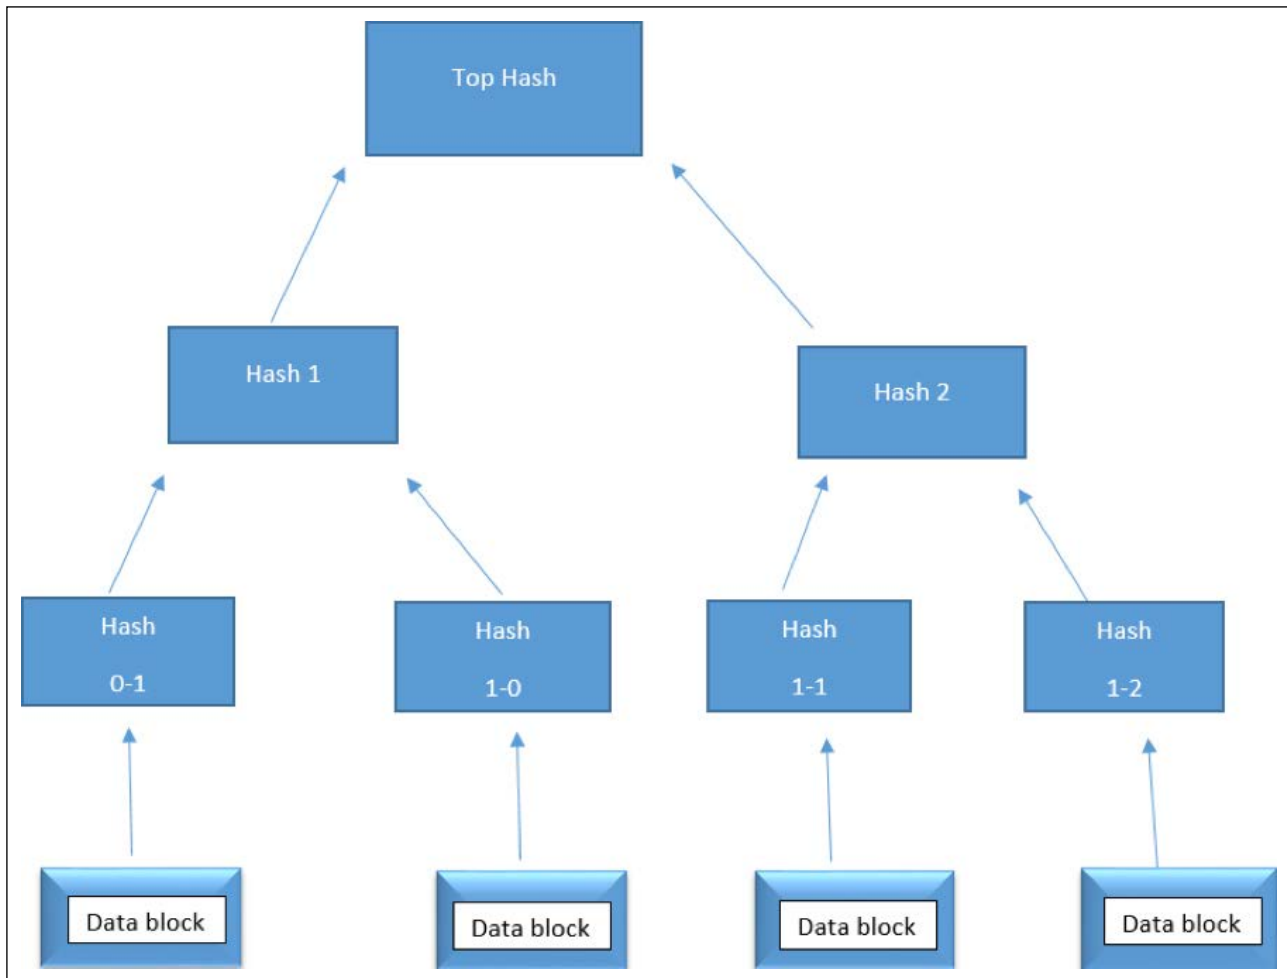 Top Hash
Hash 1
Hash 2
Hash
0-1
Hash
1-0
Hash
1-1
Hash
1-2
Data block
Data block
Data block
Data block